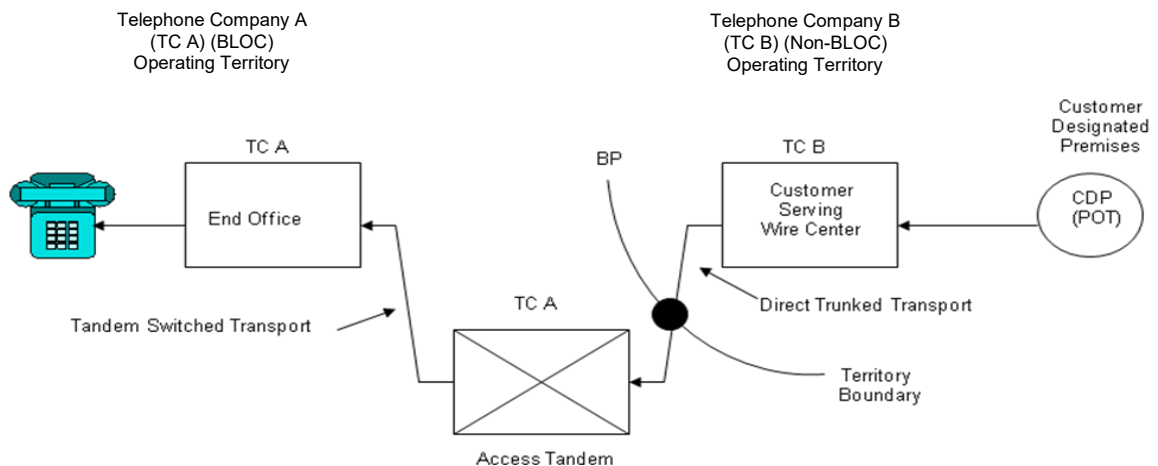 Telephone Company A
(TC A) (BLOC)
Operating Territory
Telephone Company B
(TC B) (Non-BLOC)
Operating Territory
Customer
Designated
Premises
TC A
BP
TC B
End Office
Customer
Serving
Wire Center
CDP
(POT)
TC A
Direct Trunked Transport
Tandem Switched Transport
Territory
Boundary
Access Tandem